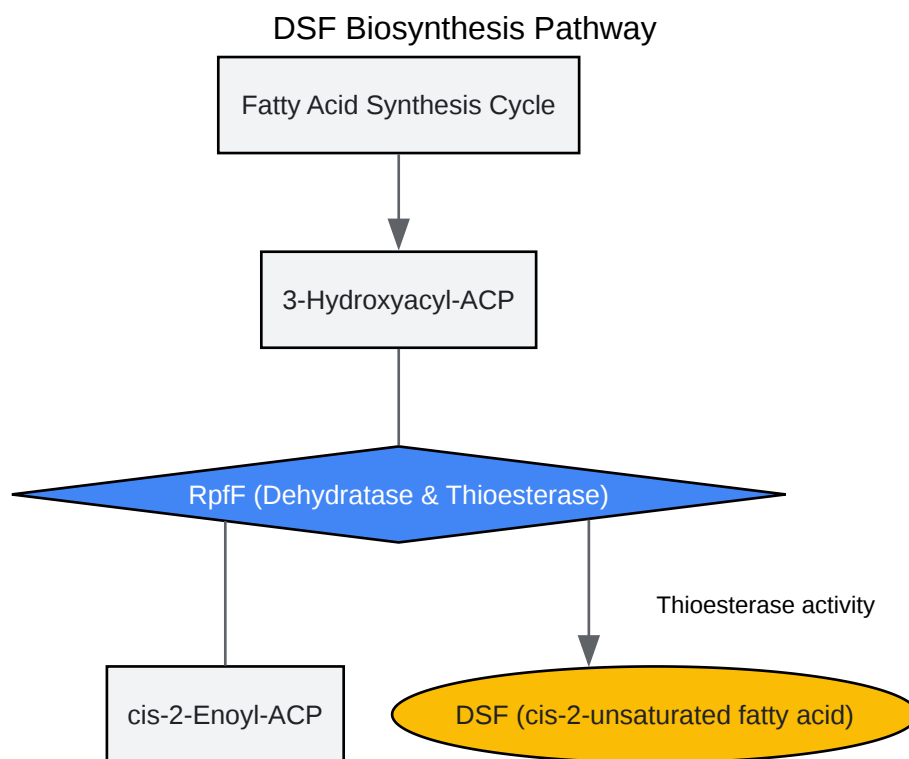 DSF Biosynthesis Pathway
Fatty Acid Synthesis Cycle
3-Hydroxyacyl-ACP
RpfF (Dehydratase & Thioesterase)
Thioesterase activity
cis-2-Enoyl-ACP
DSF (cis-2-unsaturated fatty acid)